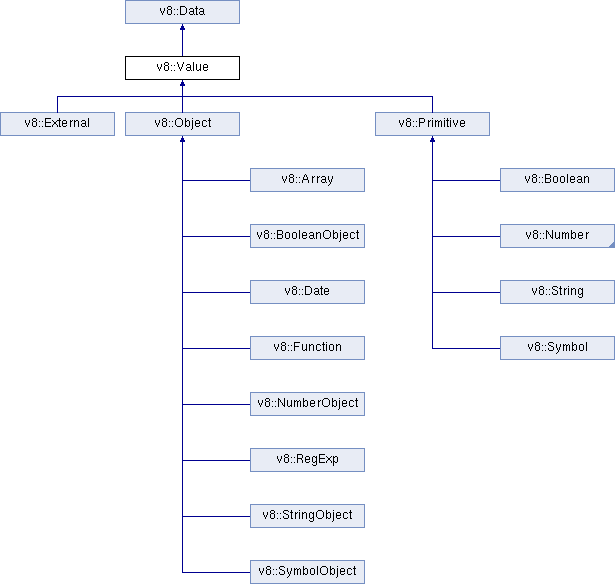 v8::Data
v8::Value
v8::External
v8::Object
v8::Primitive
v8::Array
v8::Boolean
v8::BooleanObject
v8::Number
v8::Date
v8::String
v8::Function
v8::Symbol
v8::NumberObject
v8::RegExp
v8::StringObject
v8::SymbolObject